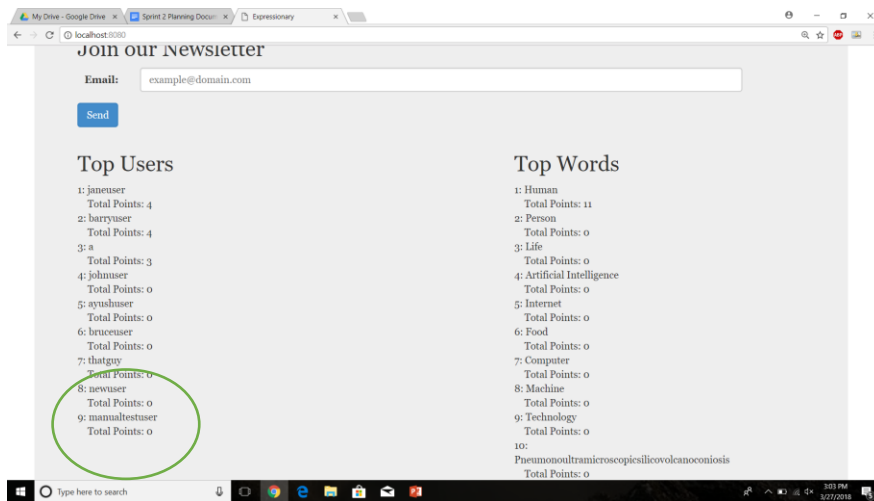 My Drive - Google Drive
Sprint 2 Planning Docum
Expressionary
localhost:8080
ABP
Join our Newsletter
Email:
example@domain.com
Send
Top Users
1: janeuser
Total Points: 4
2: barryuser
Total Points: 4
3: a
Total Points: 3
4: johnuser
Total Points: 0
5: ayushuser
Total Points: 0
6: bruceuser
Total Points: 0
7: thatguy
Total Points: 0
8: newuser
Total Points: 0
9: manualtestuser
Total Points: 0
Top Words
1: Human
Total Points: 11
2: Person
Total Points: 0
3: Life
Total Points: 0
4: Artificial Intelligence
Total Points: 0
5: Internet
Total Points: 0
6: Food
Total Points: 0
7: Computer
Total Points: 0
8: Machine
Total Points: 0
9: Technology
Total Points: 0
10:
Pneumonoultramicroscopicsilicovolcanoconiosis
Total Points: 0
Type here to search
3:03 PM
3/27/2018